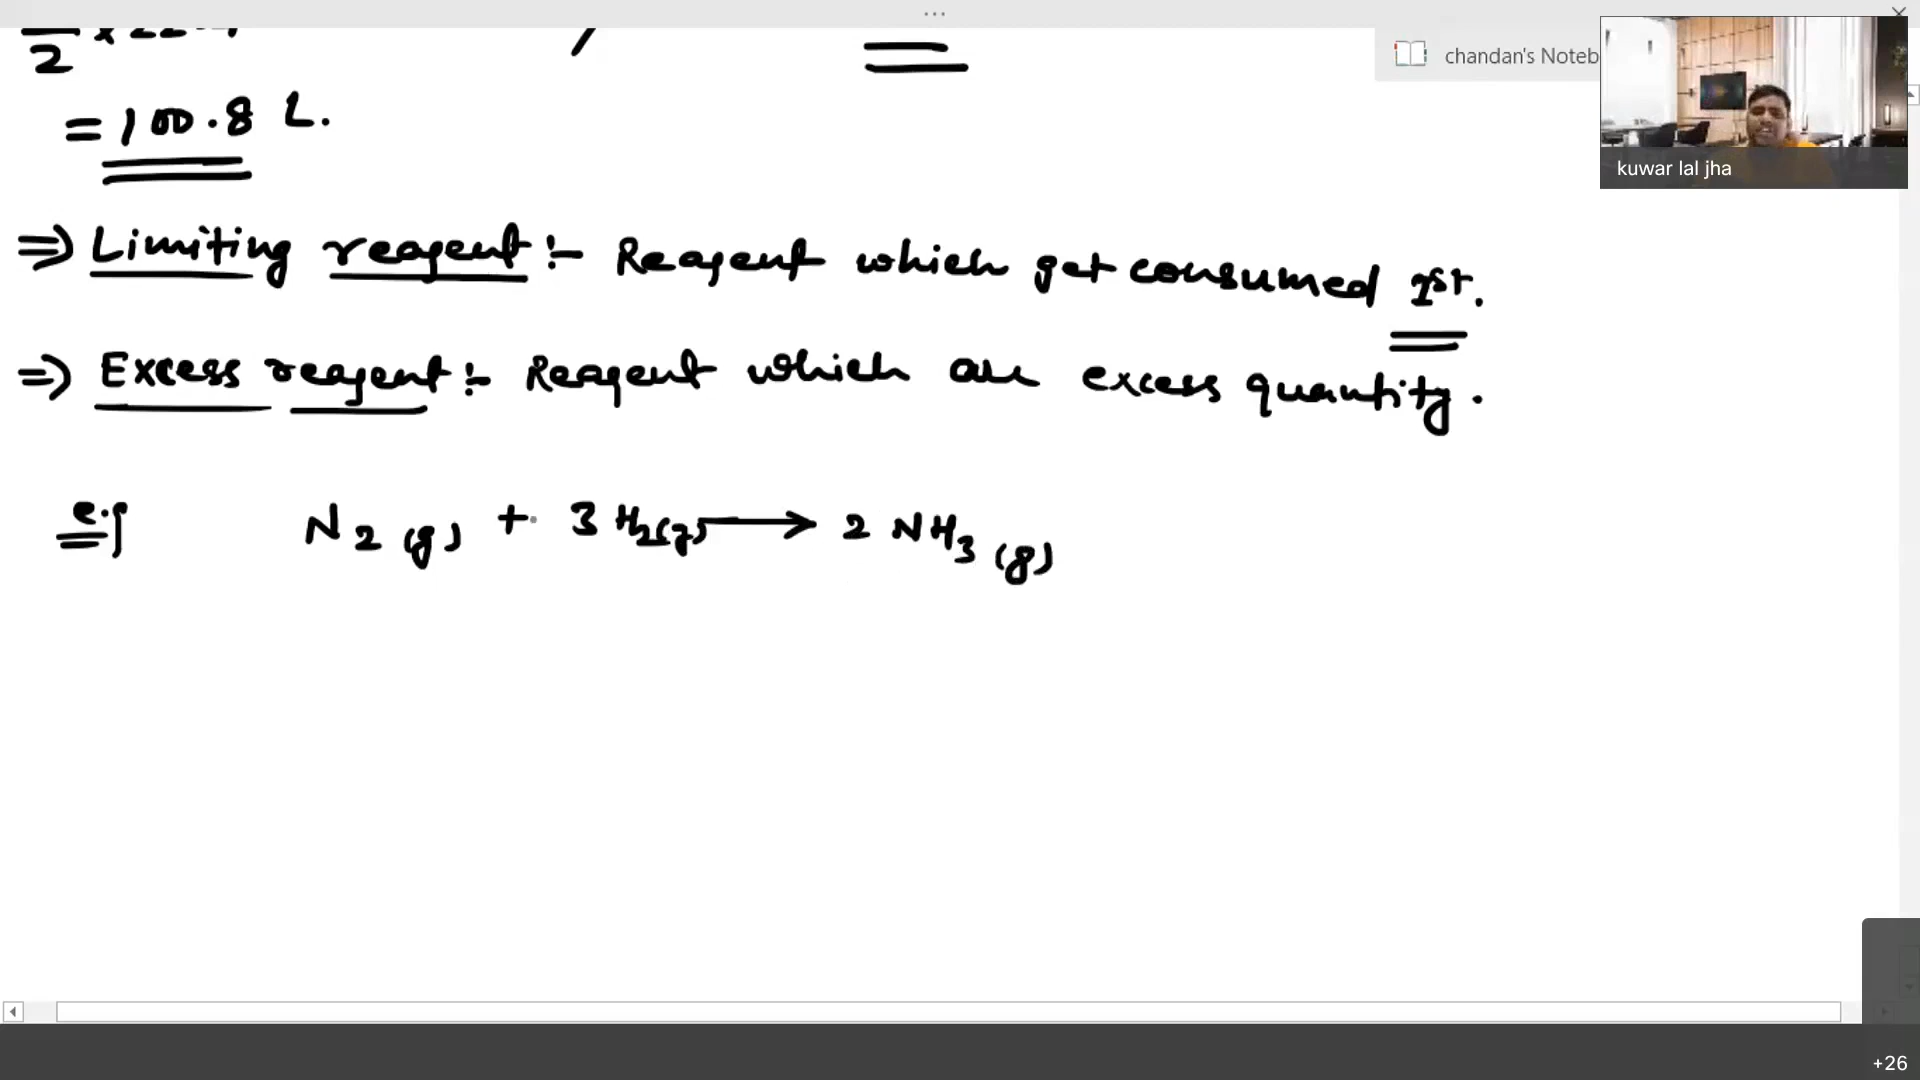 ...
2
chandan's Noteb
= 100.8 L.
kuwar lal jha
⇒ Limiting reagent :- Reagent which get consumed 1st.
⇒ Excess reagent :- Reagent which are excess quantity.
e.g N2 (g) + 3 H2(g) ⟶ 2 NH3 (g)
+26